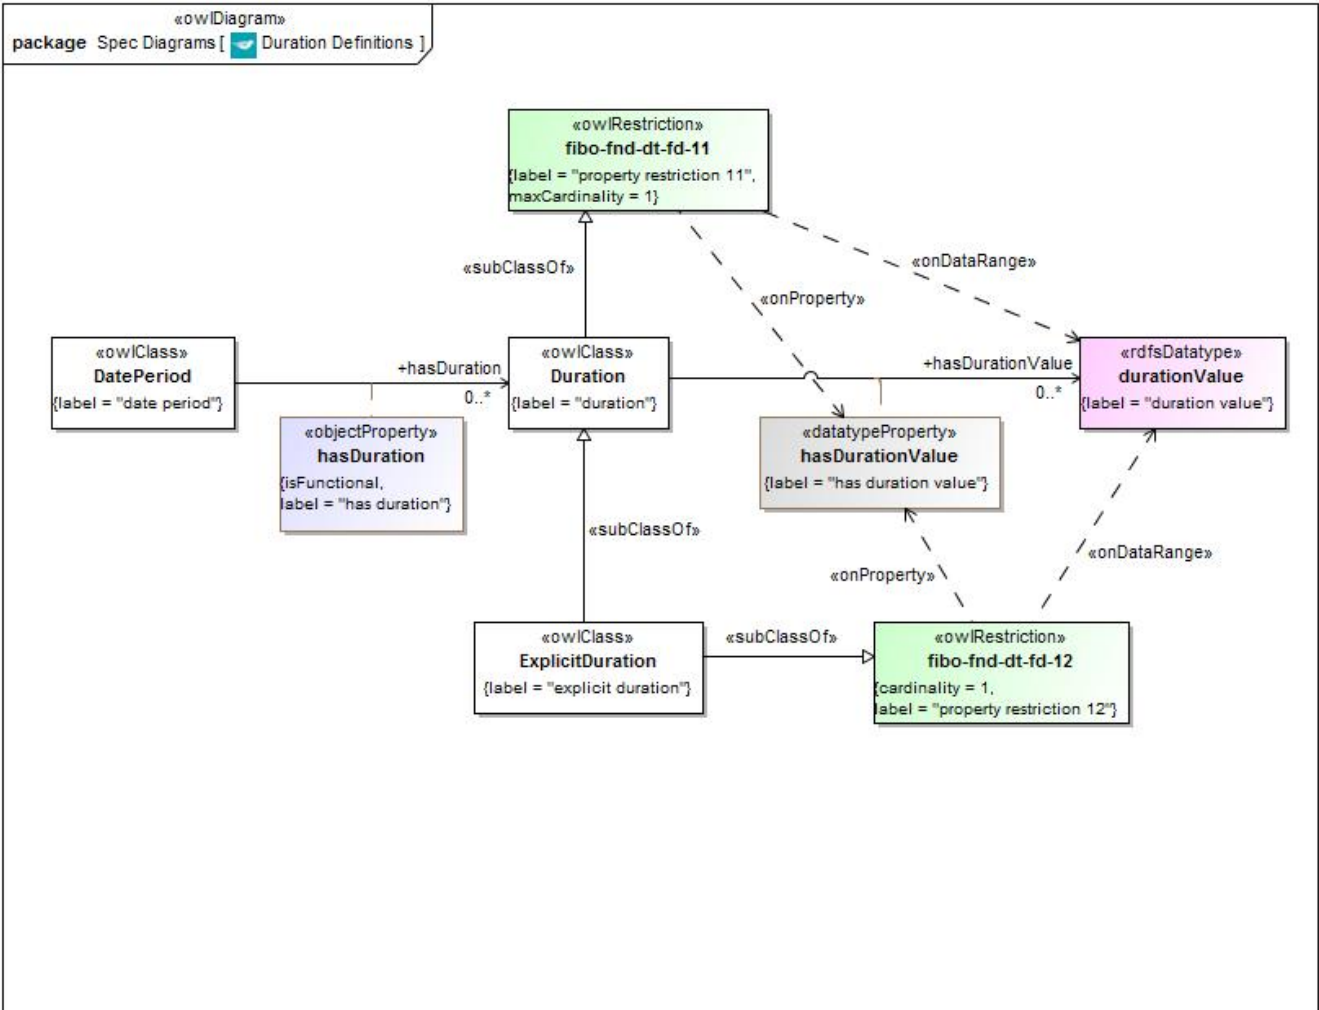 «owlDiagram»
package Spec Diagrams [ Duration Definitions ]
«owlRestriction»
fibo-fnd-dt-fd-11
{label = "property restriction 11",
maxCardinality = 1}
«subClassOf»
«onDataRange»
«onProperty»
«owlClass»
DatePeriod
{label = "date period"}
+hasDuration
0..*
«owlClass»
Duration
{label = "duration"}
+hasDurationValue
0..*
«rdfsDatatype»
durationValue
{label = "duration value"}
«objectProperty»
hasDuration
{isFunctional,
label = "has duration"}
«datatypeProperty»
hasDurationValue
{label = "has duration value"}
«subClassOf»
«onProperty»
«onDataRange»
«owlClass»
ExplicitDuration
{label = "explicit duration"}
«subClassOf»
«owlRestriction»
fibo-fnd-dt-fd-12
{cardinality = 1,
label = "property restriction 12"}